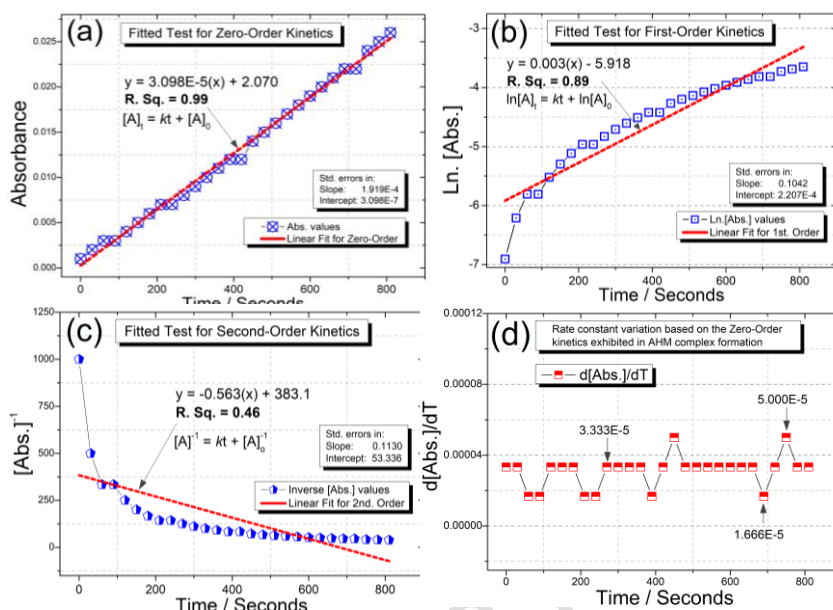 (a)
Fitted Test for Zero-Order Kinetics
y = 3.098E-5(x) + 2.070
R. Sq. = 0.99
[A]t = kt + [A]0
Std. errors in:
Slope: 1.919E-4
Intercept: 3.098E-7
Abs. values
Linear Fit for Zero-Order
Absorbance
0.025
0.020
0.015
0.010
0.005
0.000
0 200 400 600 800
Time / Seconds
(b)
Fitted Test for First-Order Kinetics
y = 0.003(x) - 5.918
R. Sq. = 0.89
ln[A]t = kt + ln[A]0
Std. errors in:
Slope: 0.1042
Intercept: 2.207E-4
Ln.[Abs.] values
Linear Fit for 1st. Order
Ln. [Abs.]
-3
-4
-5
-6
-7
0 200 400 600 800
Time / Seconds
(c)
Fitted Test for Second-Order Kinetics
y = -0.563(x) + 383.1
R. Sq. = 0.46
[A]-1 = kt + [A]0-1
Std. errors in:
Slope: 0.1130
Intercept: 53.336
Inverse [Abs.] values
Linear Fit for 2nd. Order
[Abs.]-1
1000
750
500
250
0
0 200 400 600 800
Time / Seconds
(d)
Rate constant variation based on the Zero-Order
kinetics exhibited in AHM complex formation
d[Abs.]/dT
3.333E-5
5.000E-5
1.666E-5
d[Abs.]/dT
0.00012
0.00008
0.00004
0.00000
0 200 400 600 800
Time / Seconds